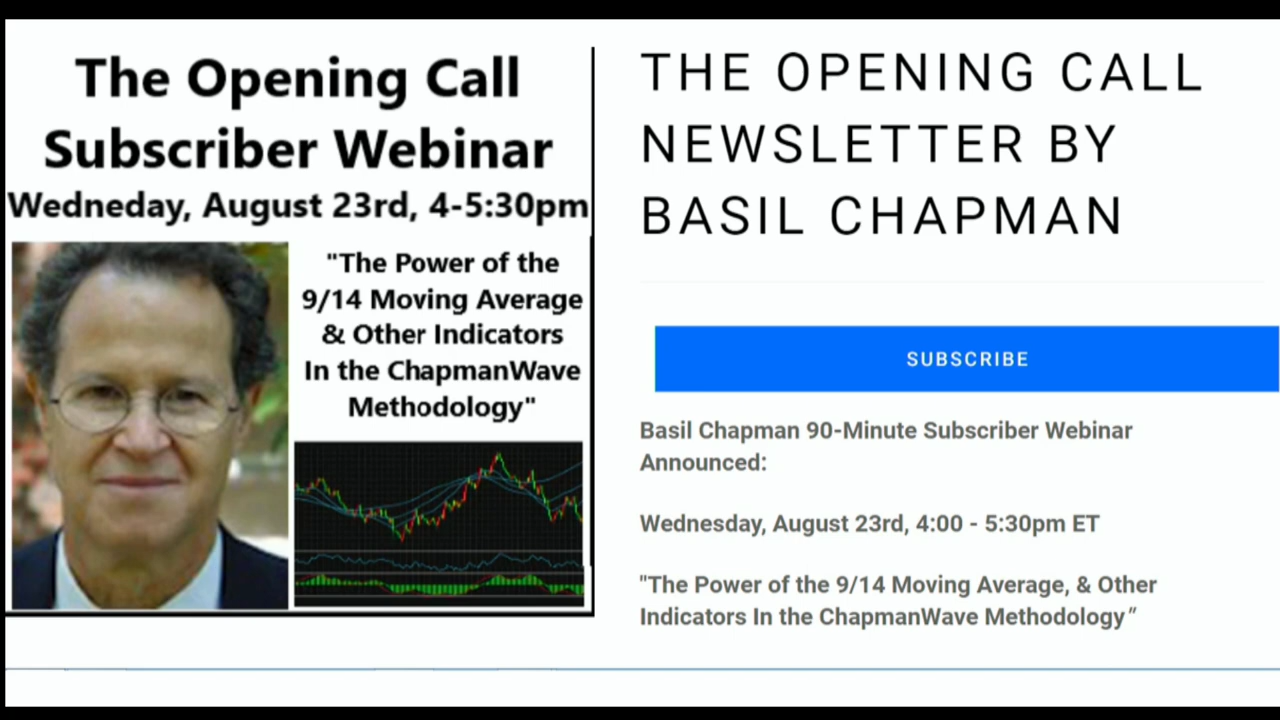 The Opening Call
Subscriber Webinar
Wedneday, August 23rd, 4-5:30pm
"The Power of the
9/14 Moving Average
& Other Indicators
In the ChapmanWave
Methodology"
THE OPENING CALL
NEWSLETTER BY
BASIL CHAPMAN
SUBSCRIBE
Basil Chapman 90-Minute Subscriber Webinar
Announced:
Wednesday, August 23rd, 4:00 - 5:30pm ET
"The Power of the 9/14 Moving Average, & Other
Indicators In the ChapmanWave Methodology”